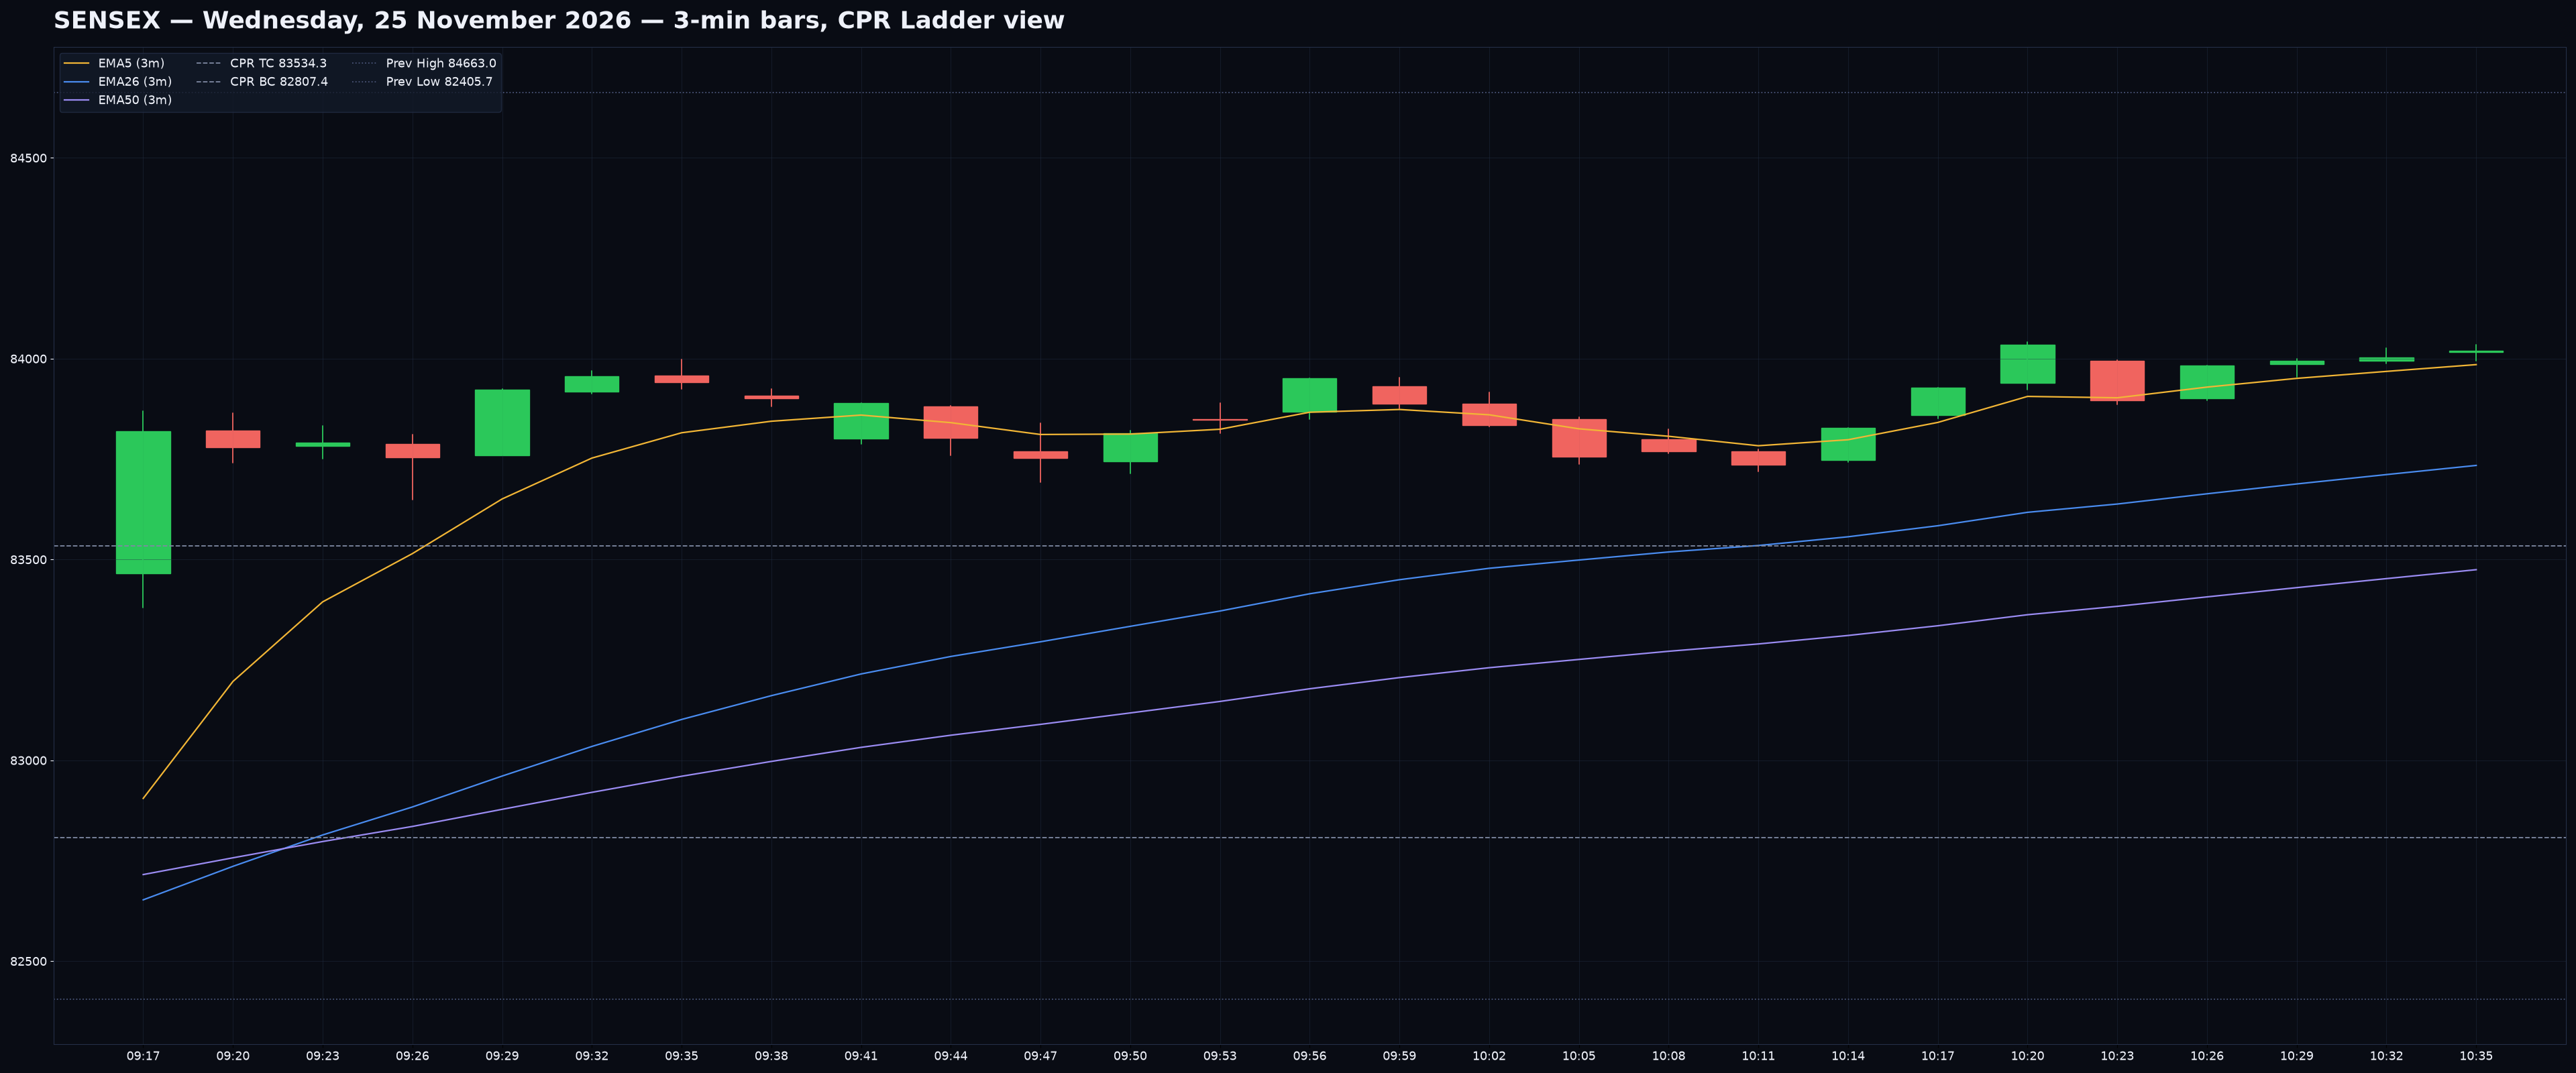 SENSEX — Wednesday, 25 November 2026 — 3-min bars, CPR Ladder view
EMA5 (3m) CPR TC 83534.3 Prev High 84663.0
EMA26 (3m) CPR BC 82807.4 Prev Low 82405.7
EMA50 (3m)
84500
84000
83500
83000
82500
09:17 09:20 09:23 09:26 09:29 09:32 09:35 09:38 09:41 09:44 09:47 09:50 09:53 09:56 09:59 10:02 10:05 10:08 10:11 10:14 10:17 10:20 10:23 10:26 10:29 10:32 10:35